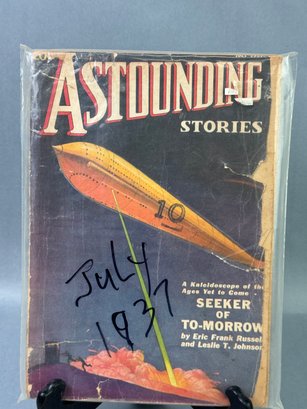 ASTOUNDING
STORIES
10
A Kaleidoscope of the
Ages Yet to Come
SEEKER
OF
TO-MORROW
by Eric Frank Russell
and Leslie T. Johnson
July
1937